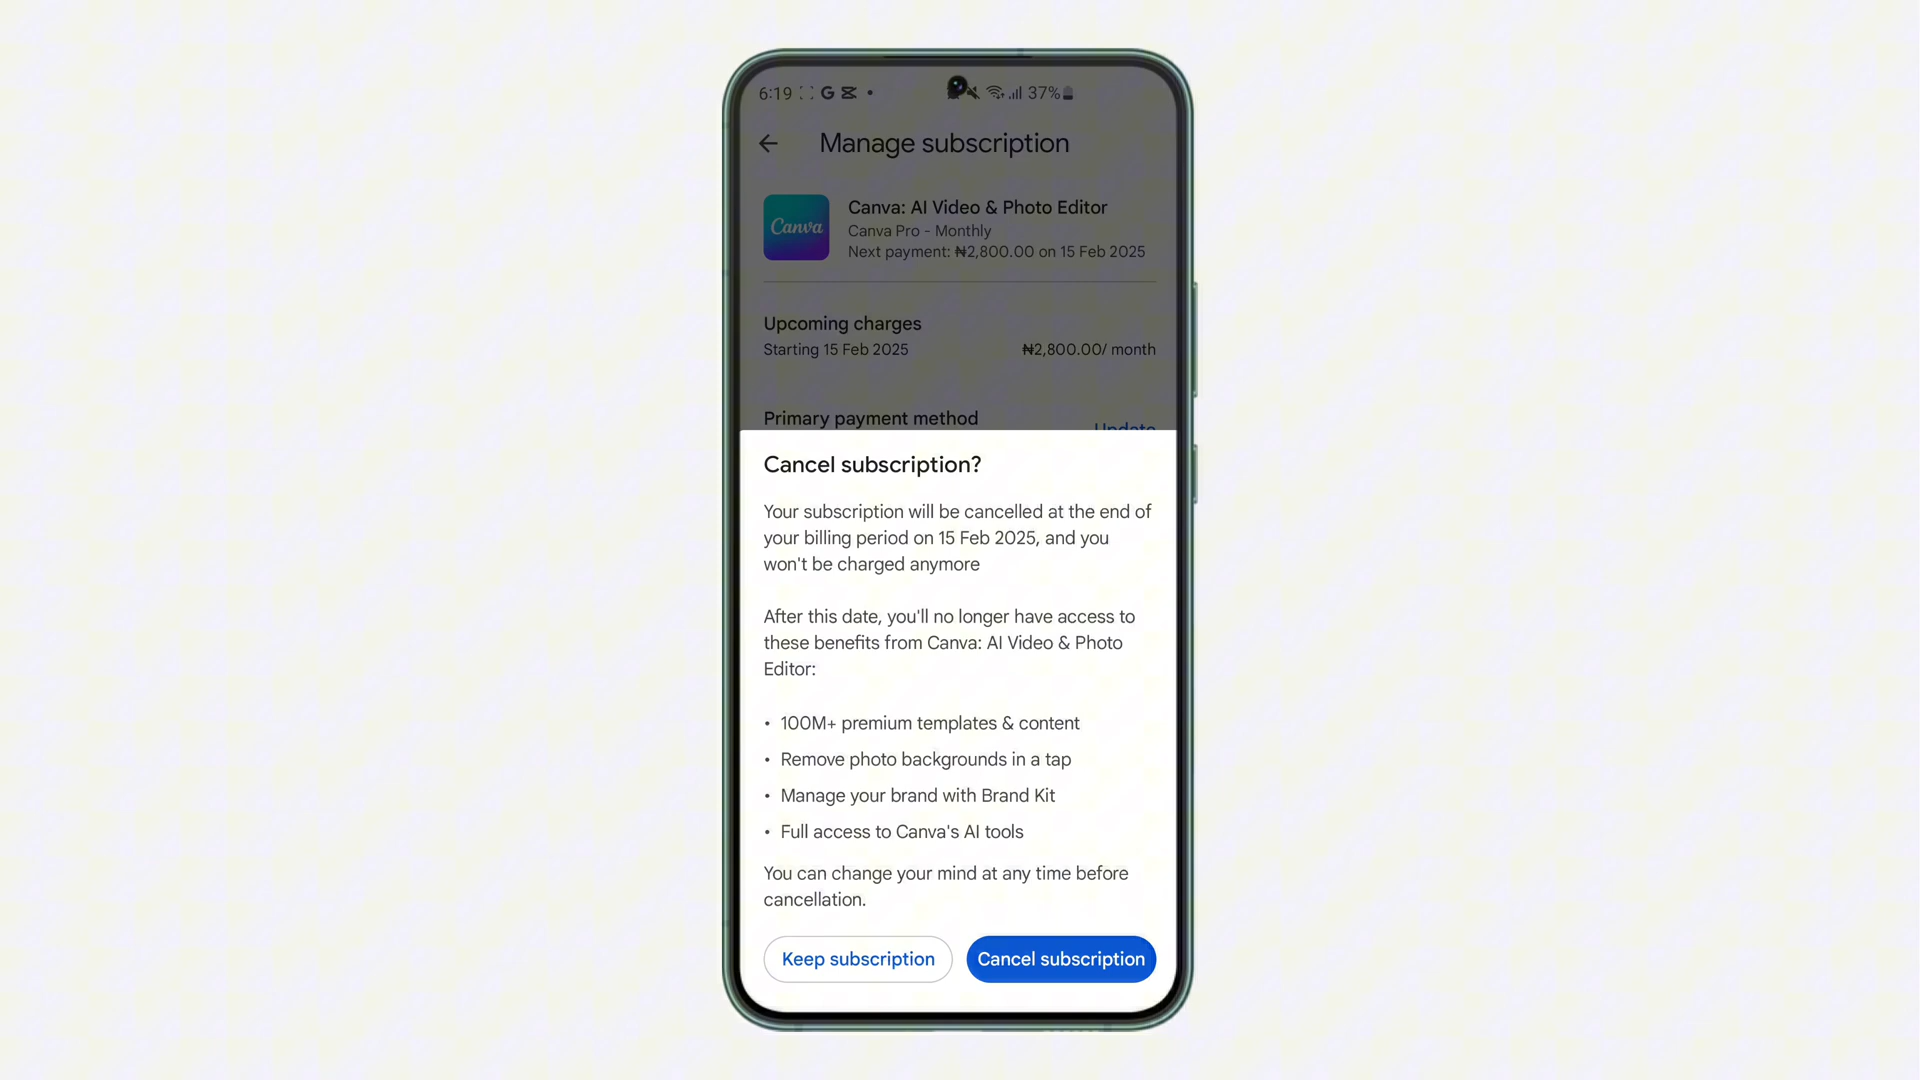 6:19 G 37%
Manage subscription
Canva
Canva: AI Video & Photo Editor
Canva Pro - Monthly
Next payment: ₦2,800.00 on 15 Feb 2025
Upcoming charges
Starting 15 Feb 2025 ₦2,800.00/ month
Primary payment method
Update
Cancel subscription?
Your subscription will be cancelled at the end of
your billing period on 15 Feb 2025, and you
won't be charged anymore
After this date, you'll no longer have access to
these benefits from Canva: AI Video & Photo
Editor:
• 100M+ premium templates & content
• Remove photo backgrounds in a tap
• Manage your brand with Brand Kit
• Full access to Canva's AI tools
You can change your mind at any time before
cancellation.
Keep subscription Cancel subscription